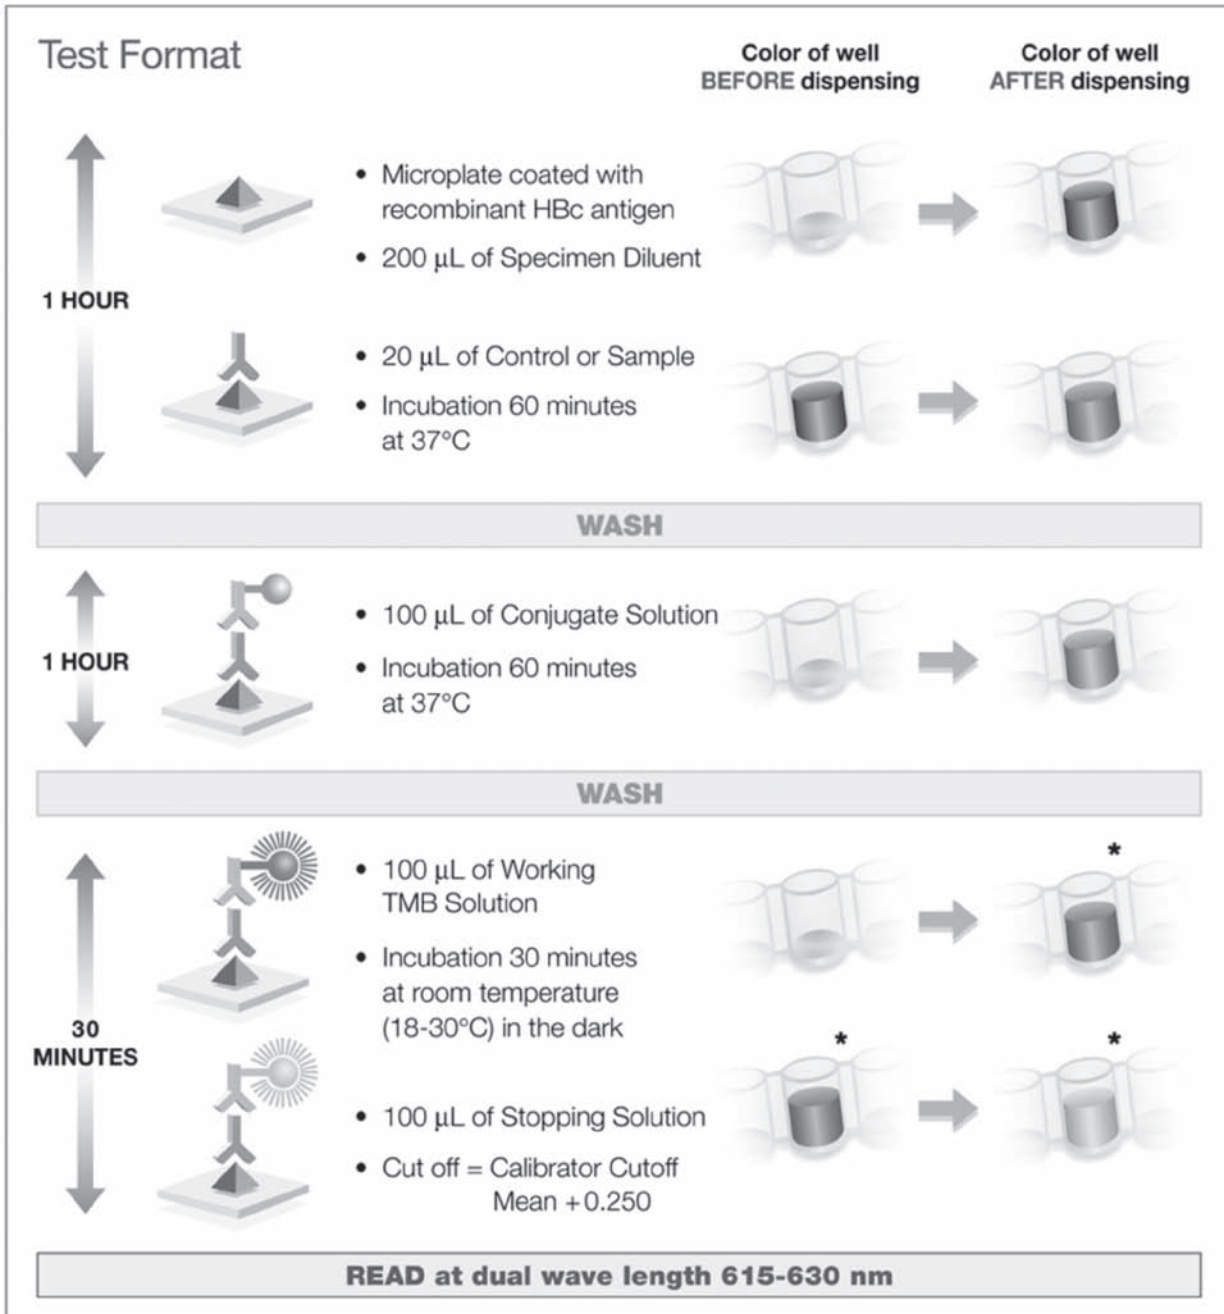 Test Format
Color of well
BEFORE dispensing
Color of well
AFTER dispensing
1 HOUR
• Microplate coated with
recombinant HBc antigen
• 200 μL of Specimen Diluent
• 20 μL of Control or Sample
• Incubation 60 minutes
at 37°C
WASH
1 HOUR
• 100 μL of Conjugate Solution
• Incubation 60 minutes
at 37°C
WASH
30
MINUTES
• 100 μL of Working
TMB Solution
• Incubation 30 minutes
at room temperature
(18-30°C) in the dark
*
* *
• 100 μL of Stopping Solution
• Cut off = Calibrator Cutoff
Mean +0.250
READ at dual wave length 615-630 nm